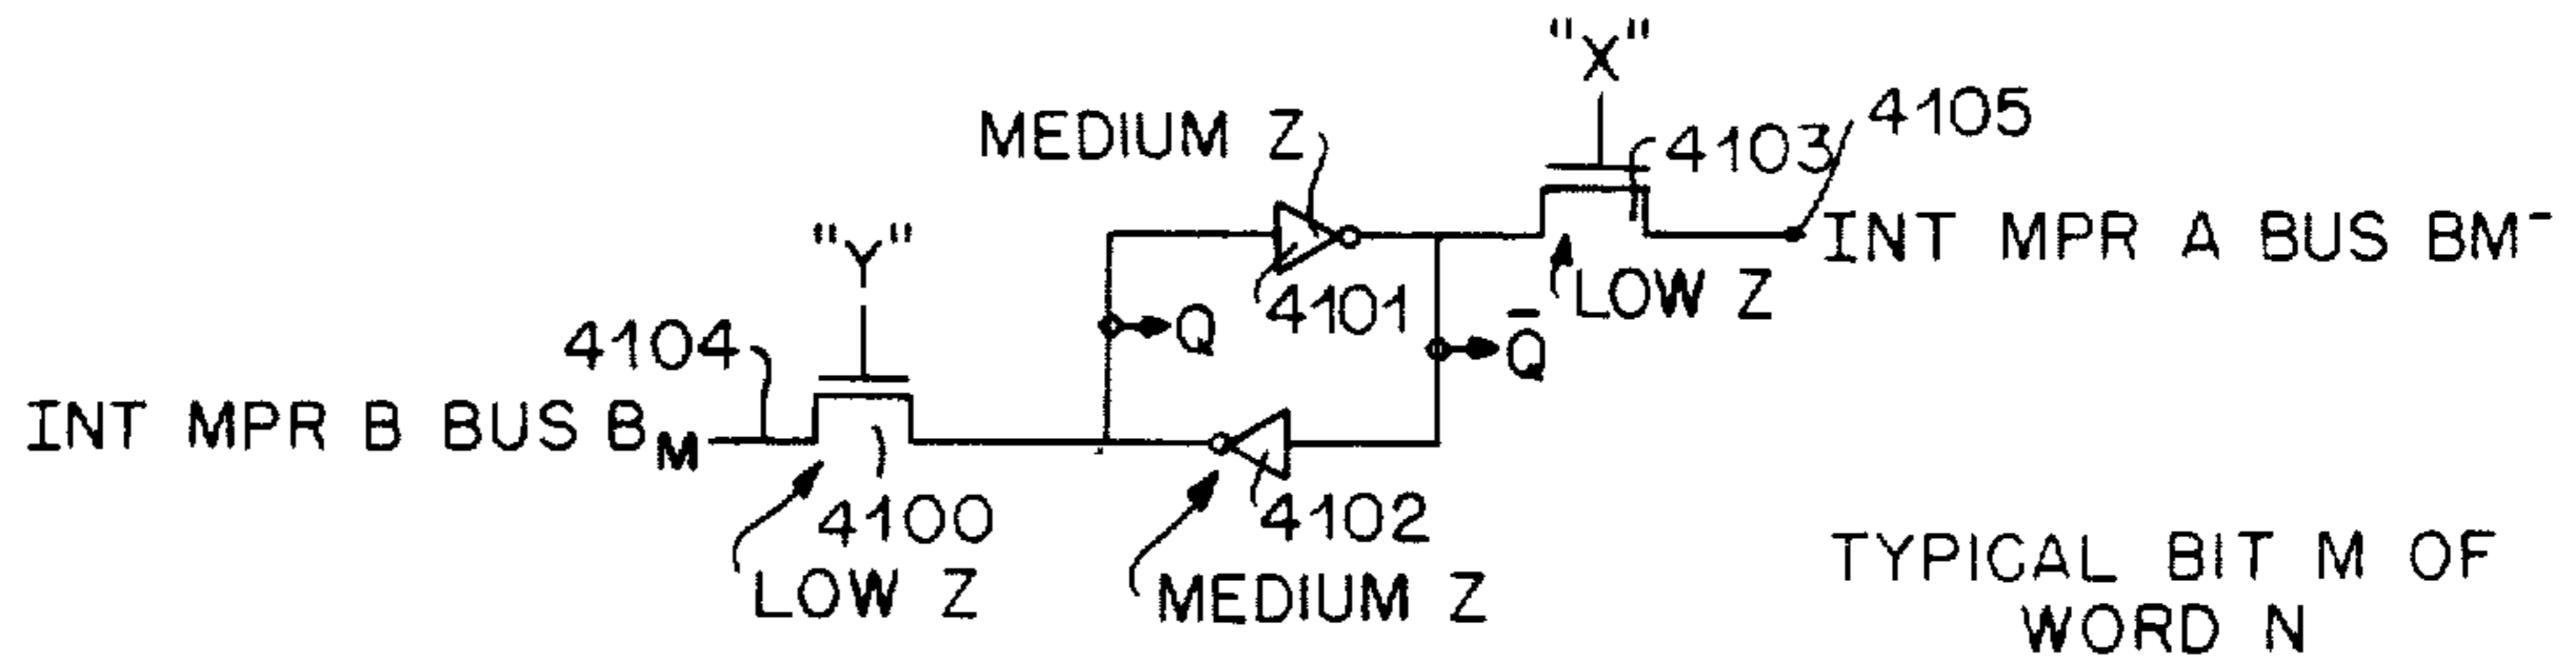 "X"
4105
MEDIUM Z
4103
"Y"
INT MPR A BUS BM-
4101
LOW Z
Q
Q̅
4104
INT MPR B BUS BM
4100
4102
LOW Z
MEDIUM Z
TYPICAL BIT M OF
WORD N